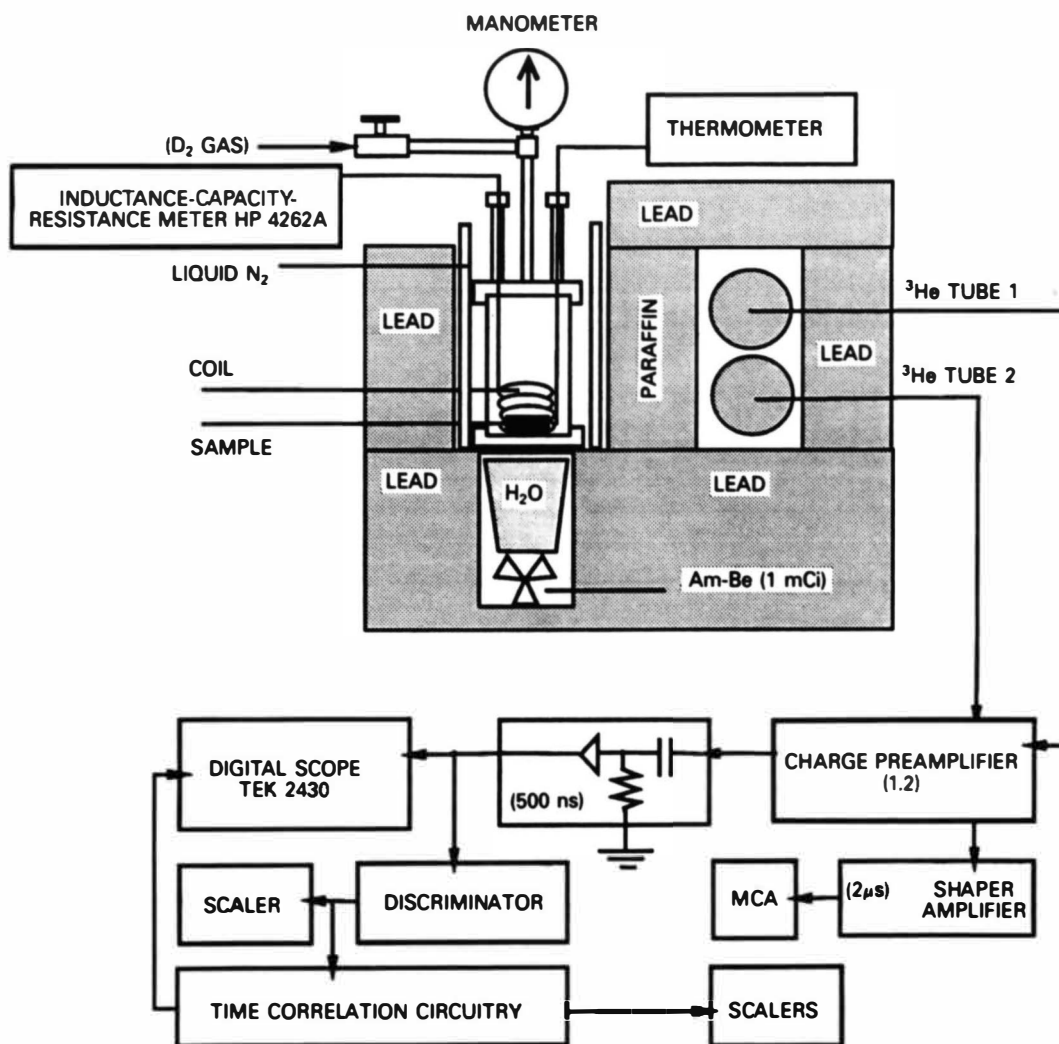 MANOMETER
THERMOMETER
(D₂ GAS)
INDUCTANCE-CAPACITY-
RESISTANCE METER HP 4262A
LEAD
LIQUID N₂
³He TUBE 1
LEAD
PARAFFIN
LEAD
COIL
³He TUBE 2
SAMPLE
LEAD
H₂O
LEAD
Am-Be (1 mCi)
DIGITAL SCOPE
TEK 2430
(500 ns)
CHARGE PREAMPLIFIER
(1.2)
SCALER
DISCRIMINATOR
MCA
(2μs) SHAPER
AMPLIFIER
TIME CORRELATION CIRCUITRY
SCALERS